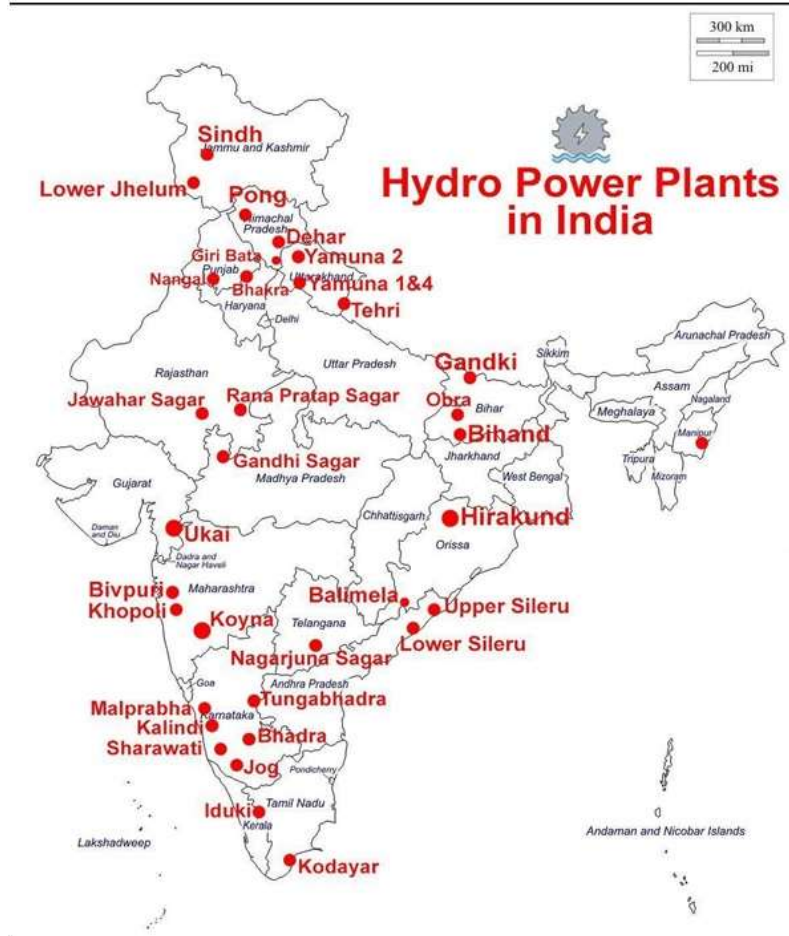 300 km
200 mi
Hydro Power Plants
in India
Sindh
Jammu and Kashmir
Lower Jhelum
Pong
Himachal
Pradesh
Dehar
Giri Bata
Yamuna 2
Punjab
Uttarakhand
Nangal
Bhakra
Yamuna 1&4
Haryana
Tehri
Delhi
Arunachal Pradesh
Sikkim
Rajasthan
Uttar Pradesh
Gandki
Assam
Jawahar Sagar
Rana Pratap Sagar
Obra
Bihar
Nagaland
Meghalaya
Bihand
Manipur
Gandhi Sagar
Jharkhand
Tripura
Madhya Pradesh
West Bengal
Mizoram
Gujarat
Chhattisgarh
Hirakund
Daman
and Diu
Ukai
Orissa
Dadra and
Nagar Haveli
Bivpuri
Maharashtra
Balimela
Khopoli
Upper Sileru
Koyna
Telangana
Lower Sileru
Nagarjuna Sagar
Goa
Andhra Pradesh
Tungabhadra
Malprabha
Karnataka
Kalindi
Bhadra
Sharawati
Jog
Pondicherry
Iduki
Tamil Nadu
Kerala
Andaman and Nicobar Islands
Lakshadweep
Kodayar